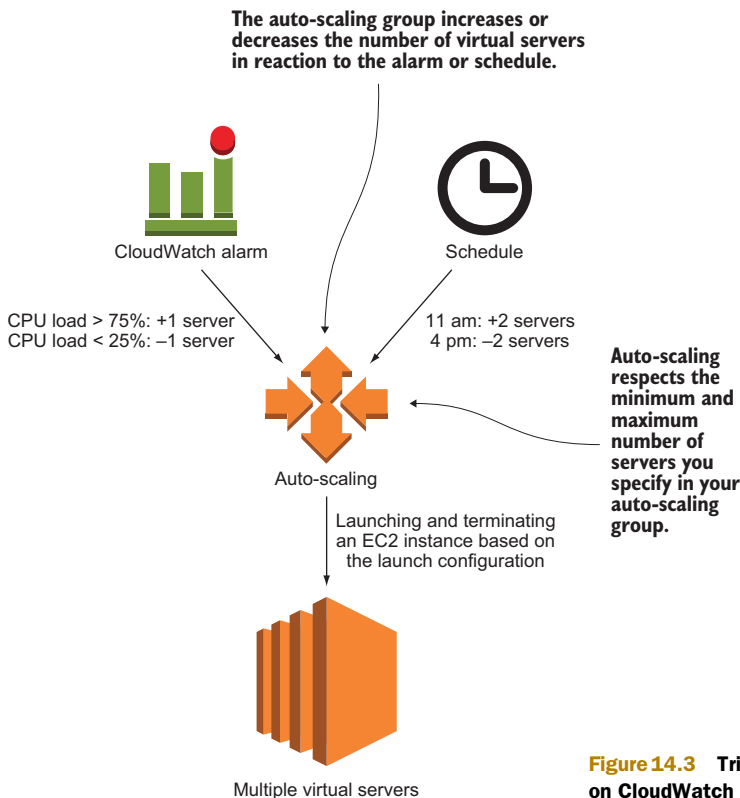 The auto-scaling group increases or
decreases the number of virtual servers
in reaction to the alarm or schedule.
CloudWatch alarm
Schedule
CPU load > 75%: +1 server
CPU load < 25%: –1 server
11 am: +2 servers
4 pm: –2 servers
Auto-scaling
respects the
minimum and
maximum
number of
servers you
specify in your
auto-scaling
group.
Auto-scaling
Launching and terminating
an EC2 instance based on
the launch configuration
Multiple virtual servers
Figure 14.3 Tri
on CloudWatch